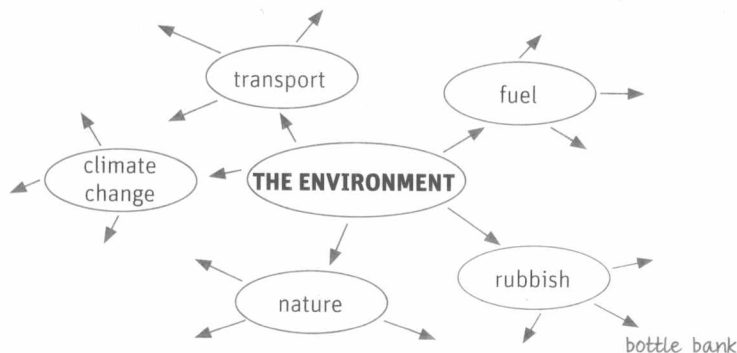 transport
fuel
climate
change
THE ENVIRONMENT
rubbish
nature
bottle bank